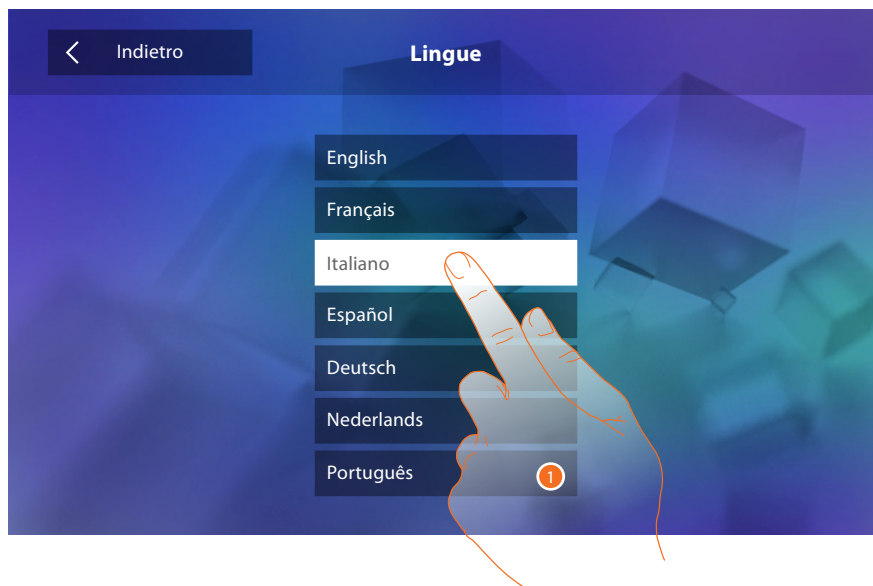 Indietro
Lingue
English
Français
Italiano
Español
Deutsch
Nederlands
Português
1